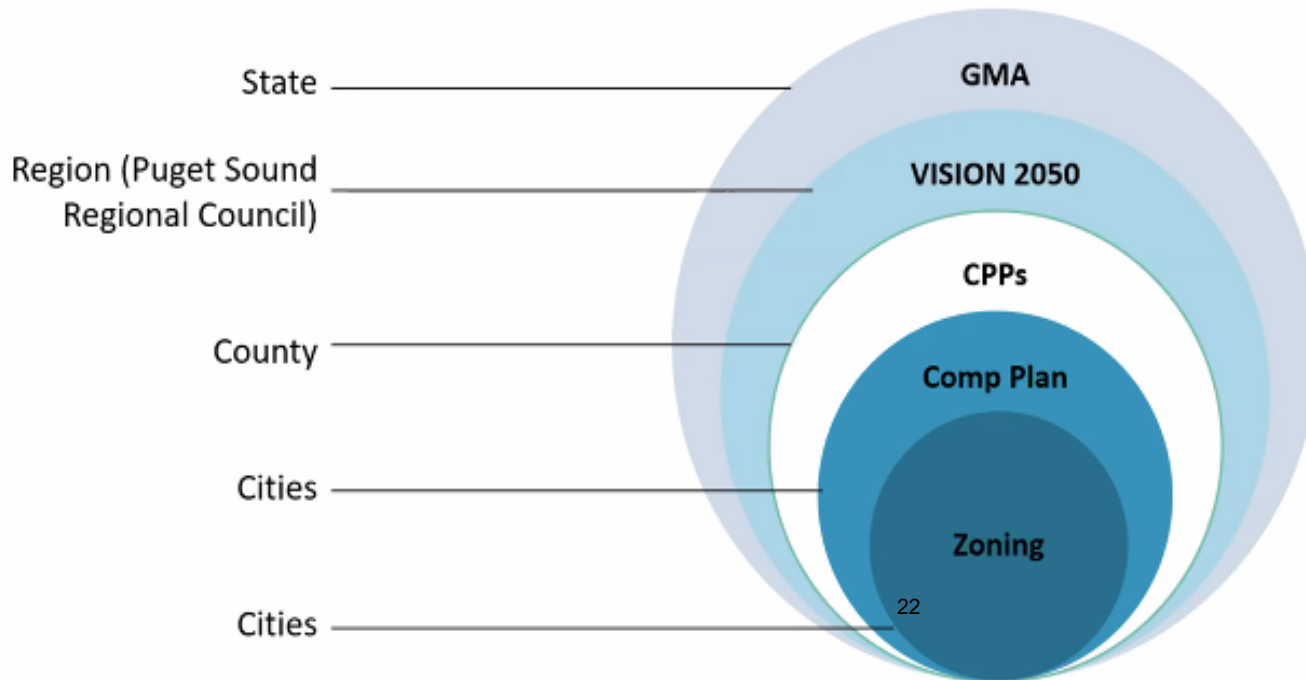 GMA
State
VISION 2050
Region (Puget Sound
Regional Council)
CPPs
County
Comp Plan
Cities
Zoning
22
Cities